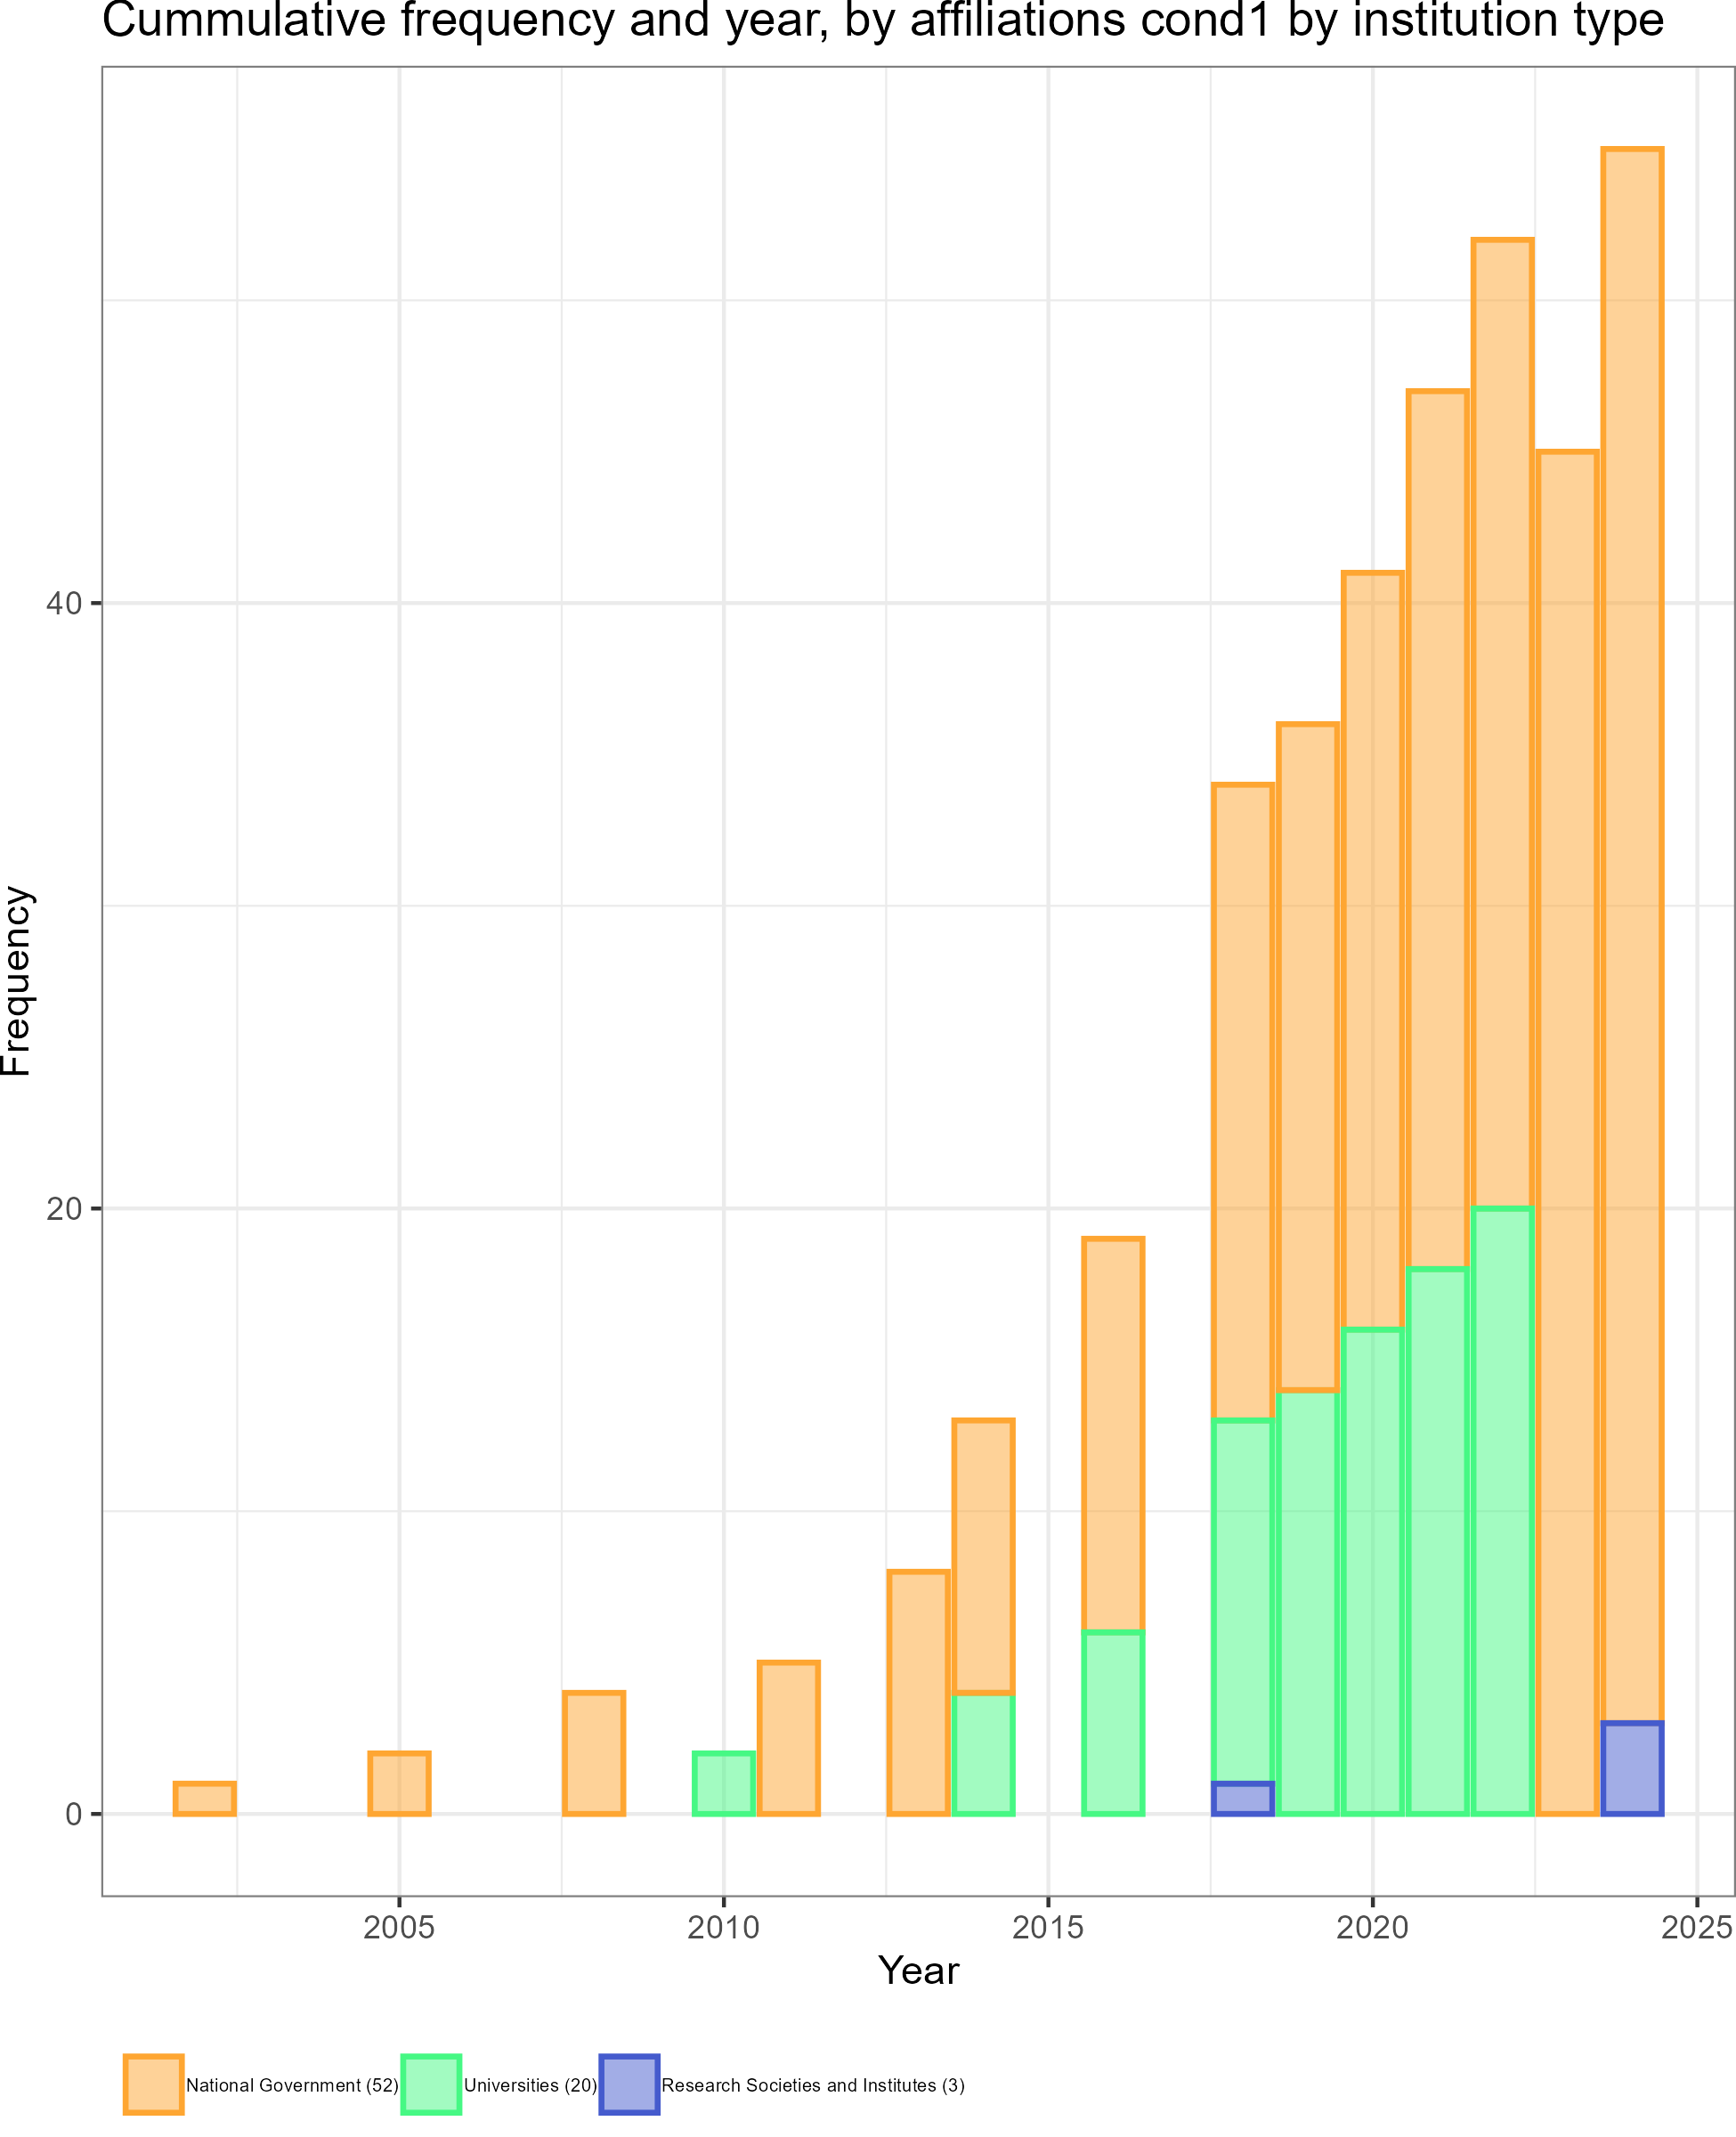 Cummulative frequency and year, by affiliations cond1 by institution type
Frequency
40
20
0
2005 2010 2015 2020 2025
Year
National Government (52) Universities (20) Research Societies and Institutes (3)